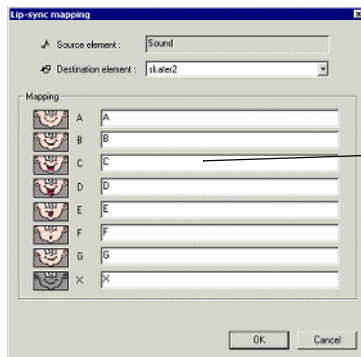 Lip-sync mapping
Source element : Sound
Destination element : skater2
Mapping
A A
B B
C C
D D
E E
F F
G G
X X
OK Cancel